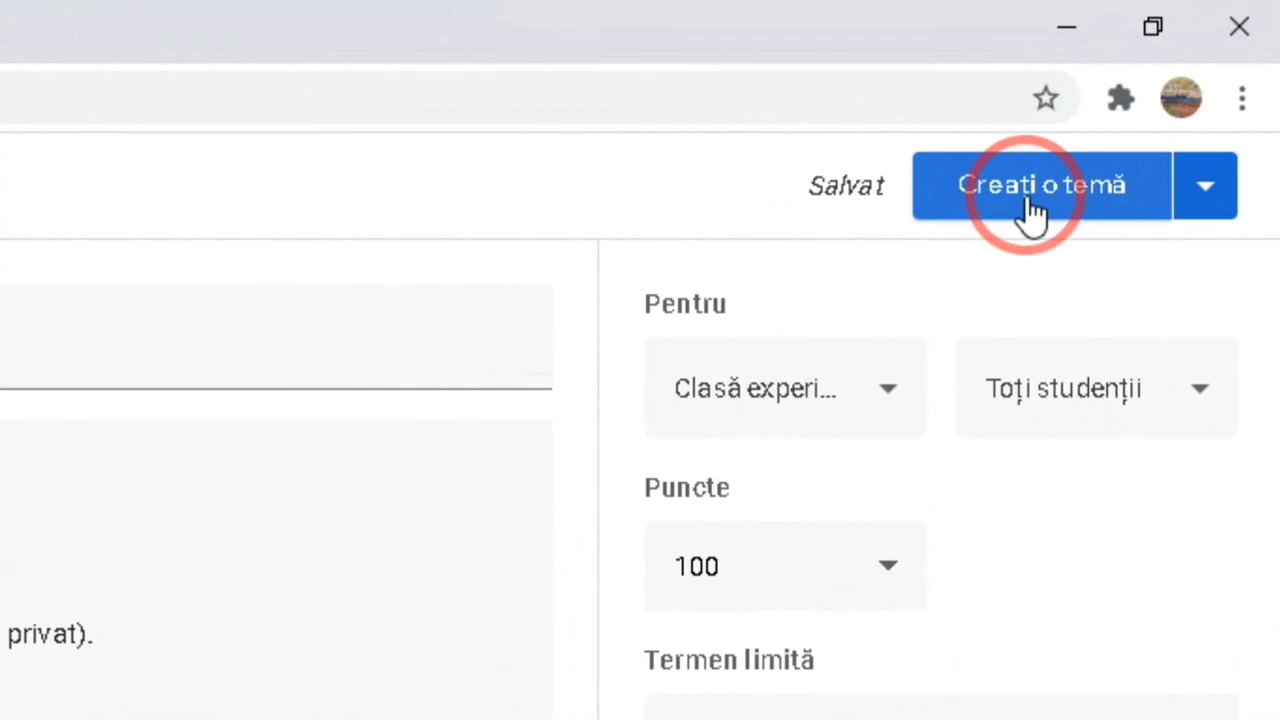 Salvat
Creați o temă
Pentru
Clasă experi...
Toți studenții
Puncte
100
privat).
Termen limită